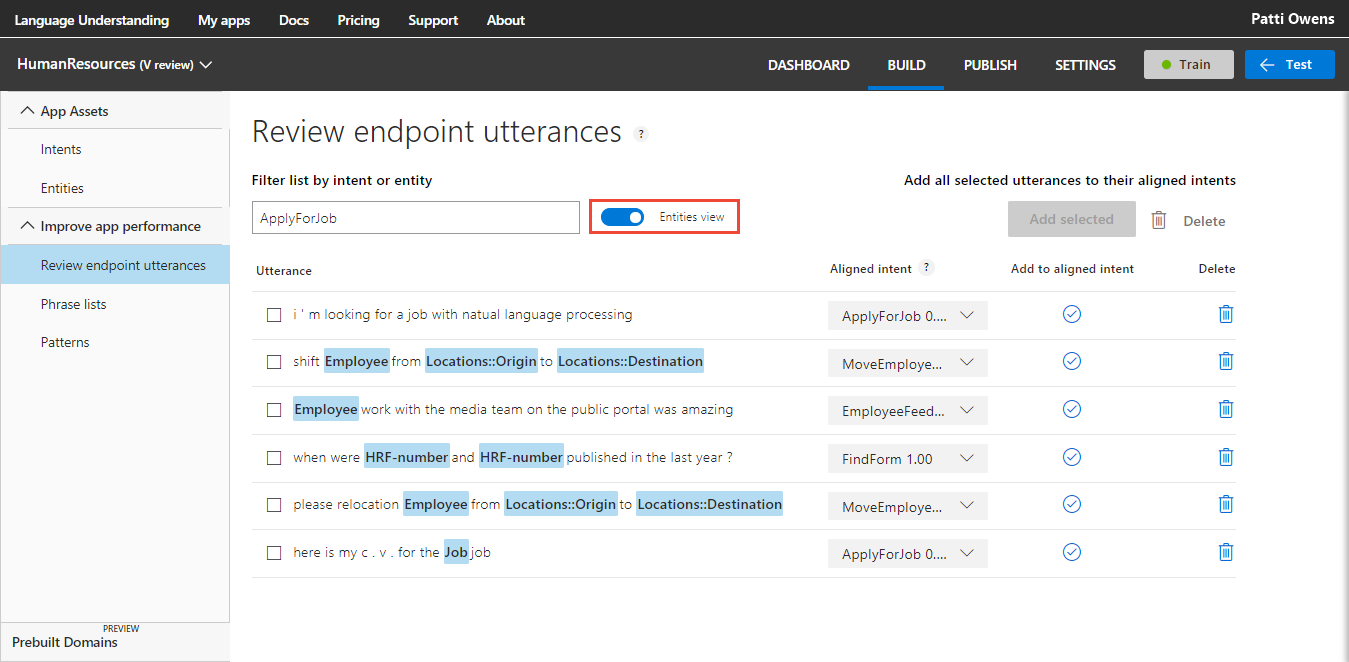 Language Understanding My apps Docs Pricing Support About Patti Owens
HumanResources (V review) DASHBOARD BUILD PUBLISH SETTINGS Train Test
App Assets
Intents
Entities
Improve app performance
Review endpoint utterances
Phrase lists
Patterns
PREVIEW
Prebuilt Domains
Review endpoint utterances ?
Filter list by intent or entity Add all selected utterances to their aligned intents
ApplyForJob Entities view Add selected Delete
Utterance Aligned intent ? Add to aligned intent Delete
i ' m looking for a job with natual language processing ApplyForJob 0....
shift Employee from Locations::Origin to Locations::Destination MoveEmploye...
Employee work with the media team on the public portal was amazing EmployeeFeed...
when were HRF-number and HRF-number published in the last year ? FindForm 1.00
please relocation Employee from Locations::Origin to Locations::Destination MoveEmploye...
here is my c . v . for the Job job ApplyForJob 0....